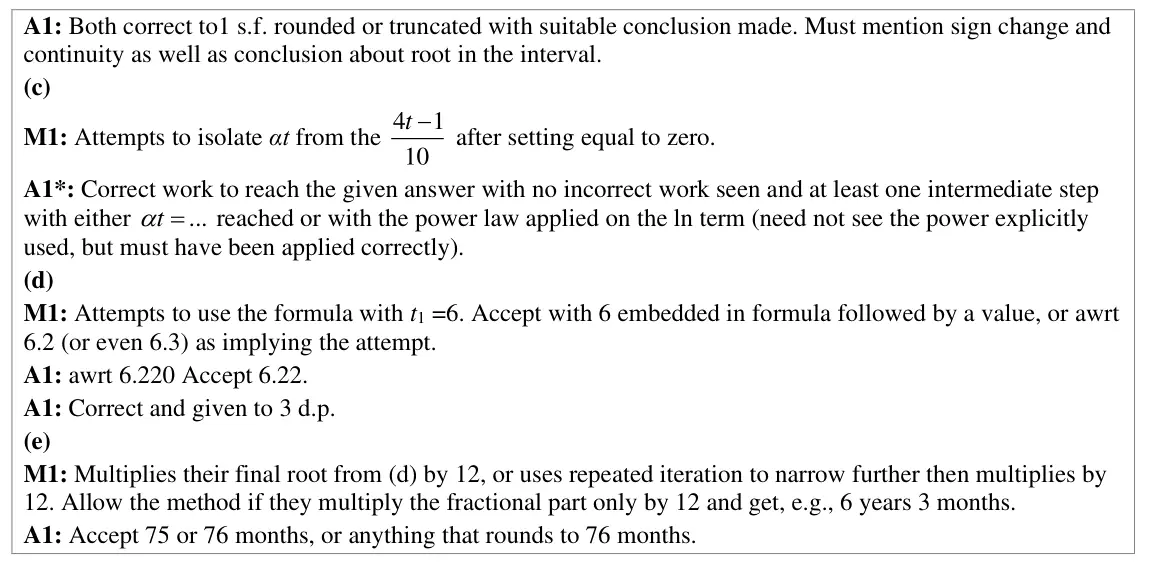 A1: Both correct to1 s.f. rounded or truncated with suitable conclusion made. Must mention sign change and
continuity as well as conclusion about root in the interval.
(c)
M1: Attempts to isolate αt from the (4t − 1)/10 after setting equal to zero.
A1*: Correct work to reach the given answer with no incorrect work seen and at least one intermediate step
with either αt = ... reached or with the power law applied on the ln term (need not see the power explicitly
used, but must have been applied correctly).
(d)
M1: Attempts to use the formula with t₁ =6. Accept with 6 embedded in formula followed by a value, or awrt
6.2 (or even 6.3) as implying the attempt.
A1: awrt 6.220 Accept 6.22.
A1: Correct and given to 3 d.p.
(e)
M1: Multiplies their final root from (d) by 12, or uses repeated iteration to narrow further then multiplies by
12. Allow the method if they multiply the fractional part only by 12 and get, e.g., 6 years 3 months.
A1: Accept 75 or 76 months, or anything that rounds to 76 months.